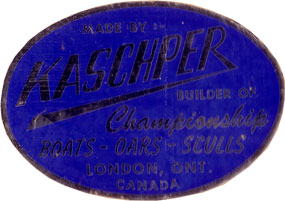 MADE BY :-
KASCHPER
BUILDER OF
Championship
BOATS - OARS - SCULLS
LONDON, ONT.
CANADA